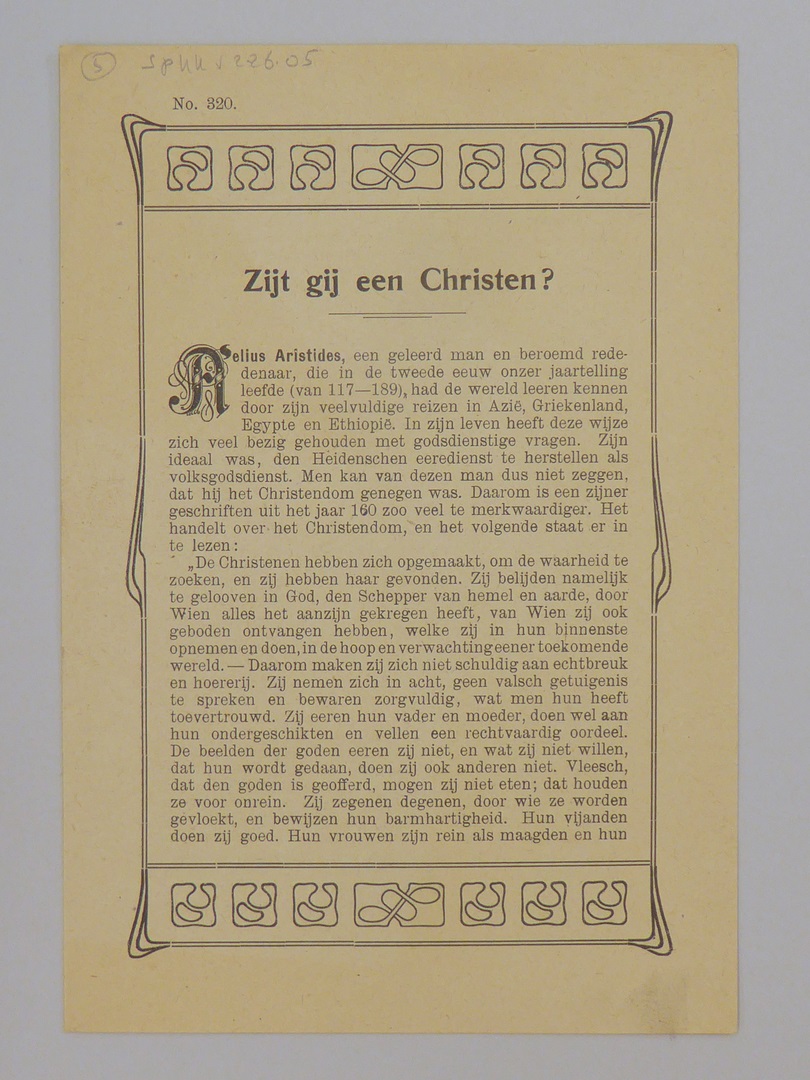 5
226.05
No. 320.
Zijt gij een Christen?
Aelius Aristides, een geleerd man en beroemd rede-
denaar, die in de tweede eeuw onzer jaartelling
leefde (van 117—189), had de wereld leeren kennen
door zijn veelvuldige reizen in Azië, Griekenland,
Egypte en Ethiopië. In zijn leven heeft deze wijze
zich veel bezig gehouden met godsdienstige vragen. Zijn
ideaal was, den Heidenschen eeredienst te herstellen als
volksgodsdienst. Men kan van dezen man dus niet zeggen,
dat hij het Christendom genegen was. Daarom is een zijner
geschriften uit het jaar 160 zoo veel te merkwaardiger. Het
handelt over het Christendom, en het volgende staat er in
te lezen:
„De Christenen hebben zich opgemaakt, om de waarheid te
zoeken, en zij hebben haar gevonden. Zij belijden namelijk
te gelooven in God, den Schepper van hemel en aarde, door
Wien alles het aanzijn gekregen heeft, van Wien zij ook
geboden ontvangen hebben, welke zij in hun binnenste
opnemen en doen, in de hoop en verwachting eener toekomende
wereld. — Daarom maken zij zich niet schuldig aan echtbreuk
en hoererij. Zij nemen zich in acht, geen valsch getuigenis
te spreken en bewaren zorgvuldig, wat men hun heeft
toevertrouwd. Zij eeren hun vader en moeder, doen wel aan
hun ondergeschikten en vellen een rechtvaardig oordeel.
De beelden der goden eeren zij niet, en wat zij niet willen,
dat hun wordt gedaan, doen zij ook anderen niet. Vleesch,
dat den goden is geofferd, mogen zij niet eten; dat houden
ze voor onrein. Zij zegenen degenen, door wie ze worden
gevloekt, en bewijzen hun barmhartigheid. Hun vijanden
doen zij goed. Hun vrouwen zijn rein als maagden en hun